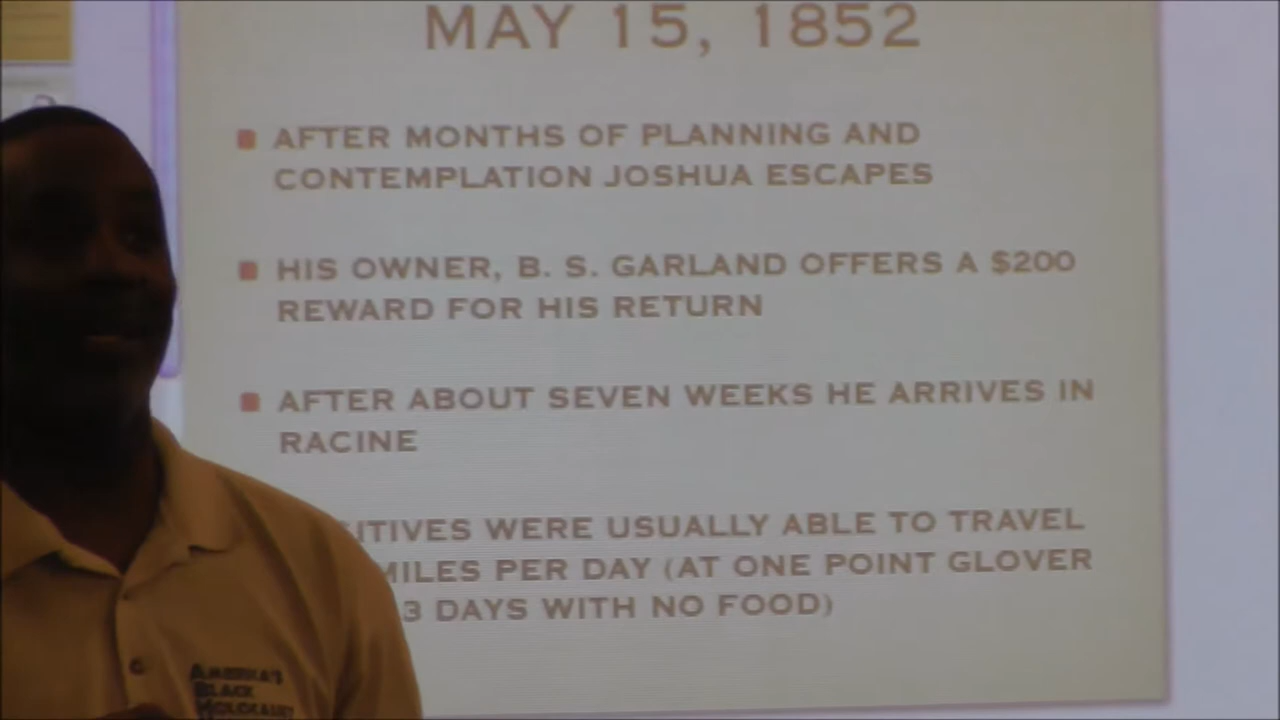 MAY 15, 1852
AFTER MONTHS OF PLANNING AND
CONTEMPLATION JOSHUA ESCAPES
HIS OWNER, B. S. GARLAND OFFERS A $200
REWARD FOR HIS RETURN
AFTER ABOUT SEVEN WEEKS HE ARRIVES IN
RACINE
ITIVES WERE USUALLY ABLE TO TRAVEL
MILES PER DAY (AT ONE POINT GLOVER
3 DAYS WITH NO FOOD)
AMERICA'S
BLACK
HOLOCAUST